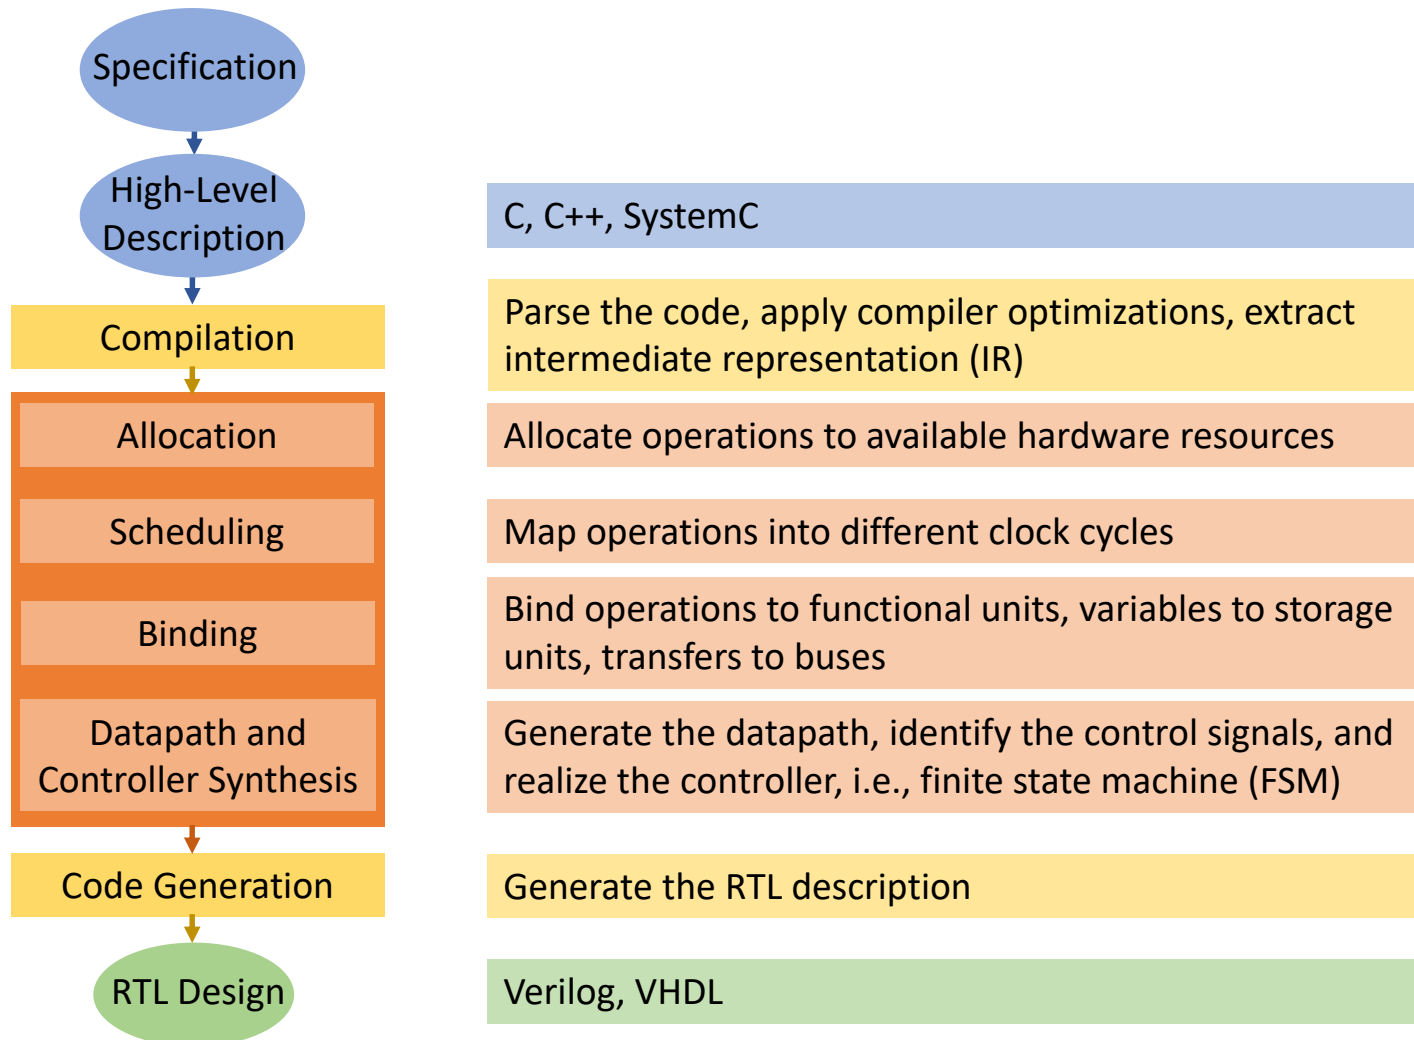 Specification
High-Level
Description
C, C++, SystemC
Compilation
Parse the code, apply compiler optimizations, extract
intermediate representation (IR)
Allocation
Allocate operations to available hardware resources
Scheduling
Map operations into different clock cycles
Binding
Bind operations to functional units, variables to storage
units, transfers to buses
Datapath and
Controller Synthesis
Generate the datapath, identify the control signals, and
realize the controller, i.e., finite state machine (FSM)
Code Generation
Generate the RTL description
RTL Design
Verilog, VHDL